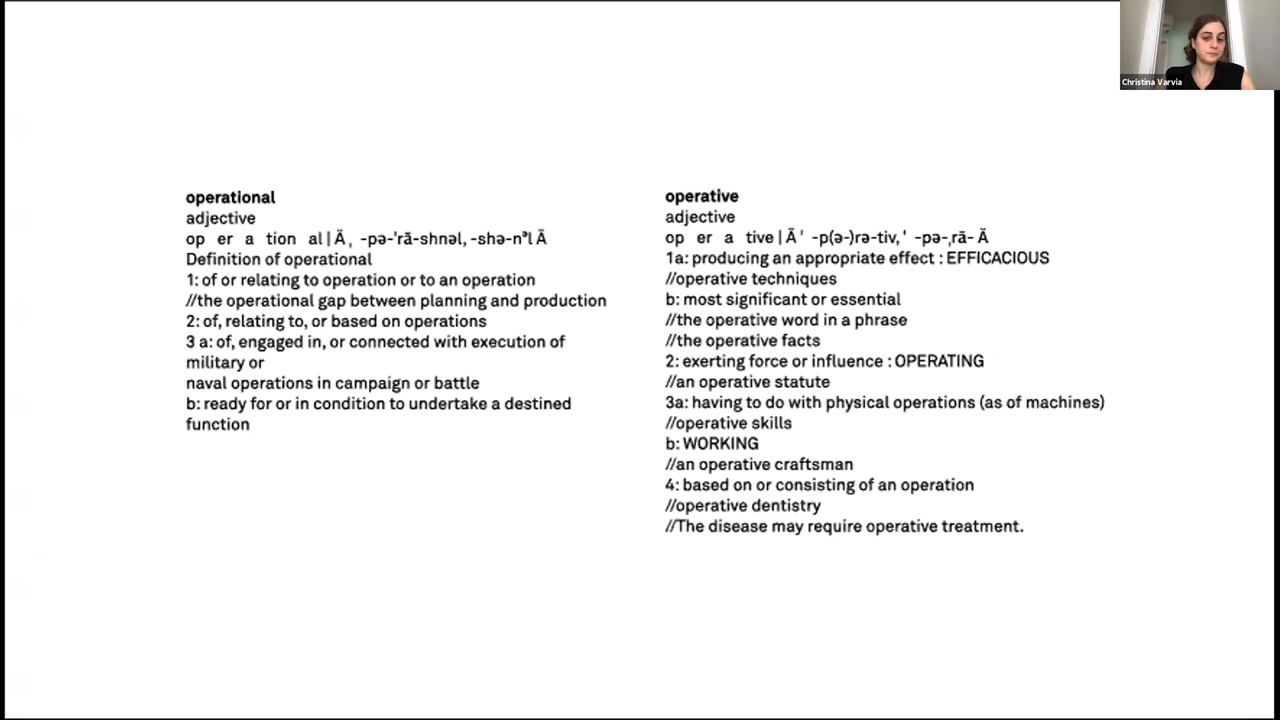 Christina Varvia
operational
adjective
op er a tion al | Ä ˌ -pə-ˈrā-shnəl, -shə-nᵊl Ä
Definition of operational
1: of or relating to operation or to an operation
//the operational gap between planning and production
2: of, relating to, or based on operations
3 a: of, engaged in, or connected with execution of
military or
naval operations in campaign or battle
b: ready for or in condition to undertake a destined
function
operative
adjective
op er a tive | Ä ˈ -p(ə-)rə-tiv, ˈ -pə-ˌrā- Ä
1a: producing an appropriate effect : EFFICACIOUS
//operative techniques
b: most significant or essential
//the operative word in a phrase
//the operative facts
2: exerting force or influence : OPERATING
//an operative statute
3a: having to do with physical operations (as of machines)
//operative skills
b: WORKING
//an operative craftsman
4: based on or consisting of an operation
//operative dentistry
//The disease may require operative treatment.